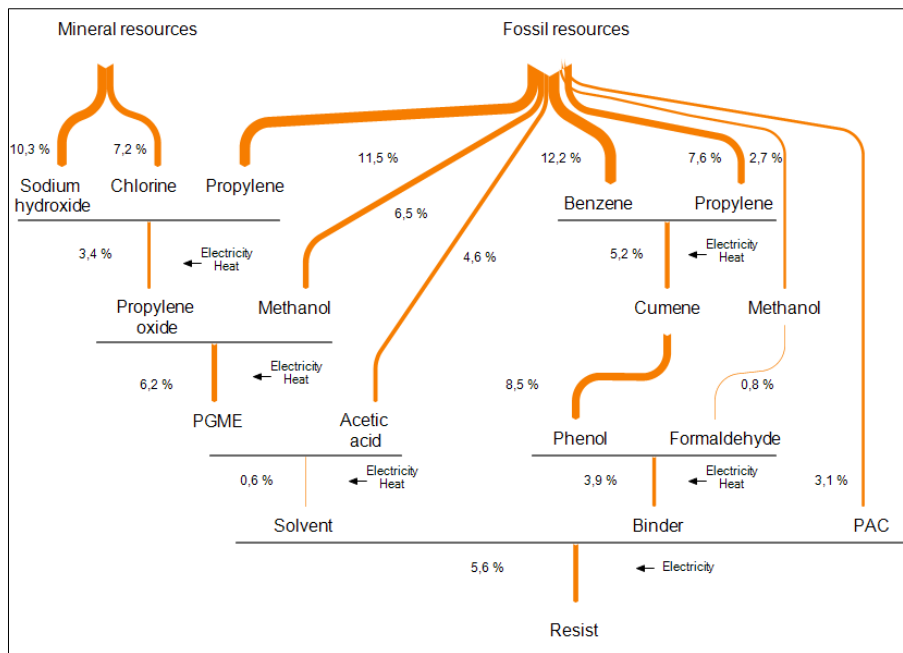 Mineral resources
Fossil resources
10,3 %
7,2 %
11,5 %
12,2 %
7,6 %
2,7 %
Sodium
hydroxide
Chlorine
Propylene
Benzene
Propylene
6,5 %
3,4 %
Electricity
Heat
4,6 %
5,2 %
Electricity
Heat
Propylene
oxide
Methanol
Cumene
Methanol
6,2 %
Electricity
Heat
8,5 %
0,8 %
PGME
Acetic
acid
Phenol
Formaldehyde
0,6 %
Electricity
Heat
3,9 %
Electricity
Heat
3,1 %
Solvent
Binder
PAC
5,6 %
Electricity
Resist